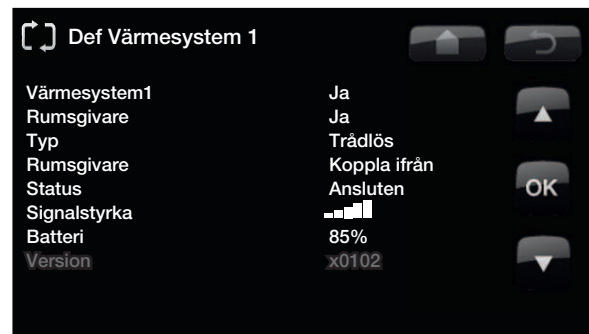 Def Värmesystem 1
Värmesystem1 Ja
Rumsgivare Ja
Typ Trådlös
Rumsgivare Koppla ifrån
Status Ansluten
OK
Signalstyrka
Batteri 85%
Version x0102